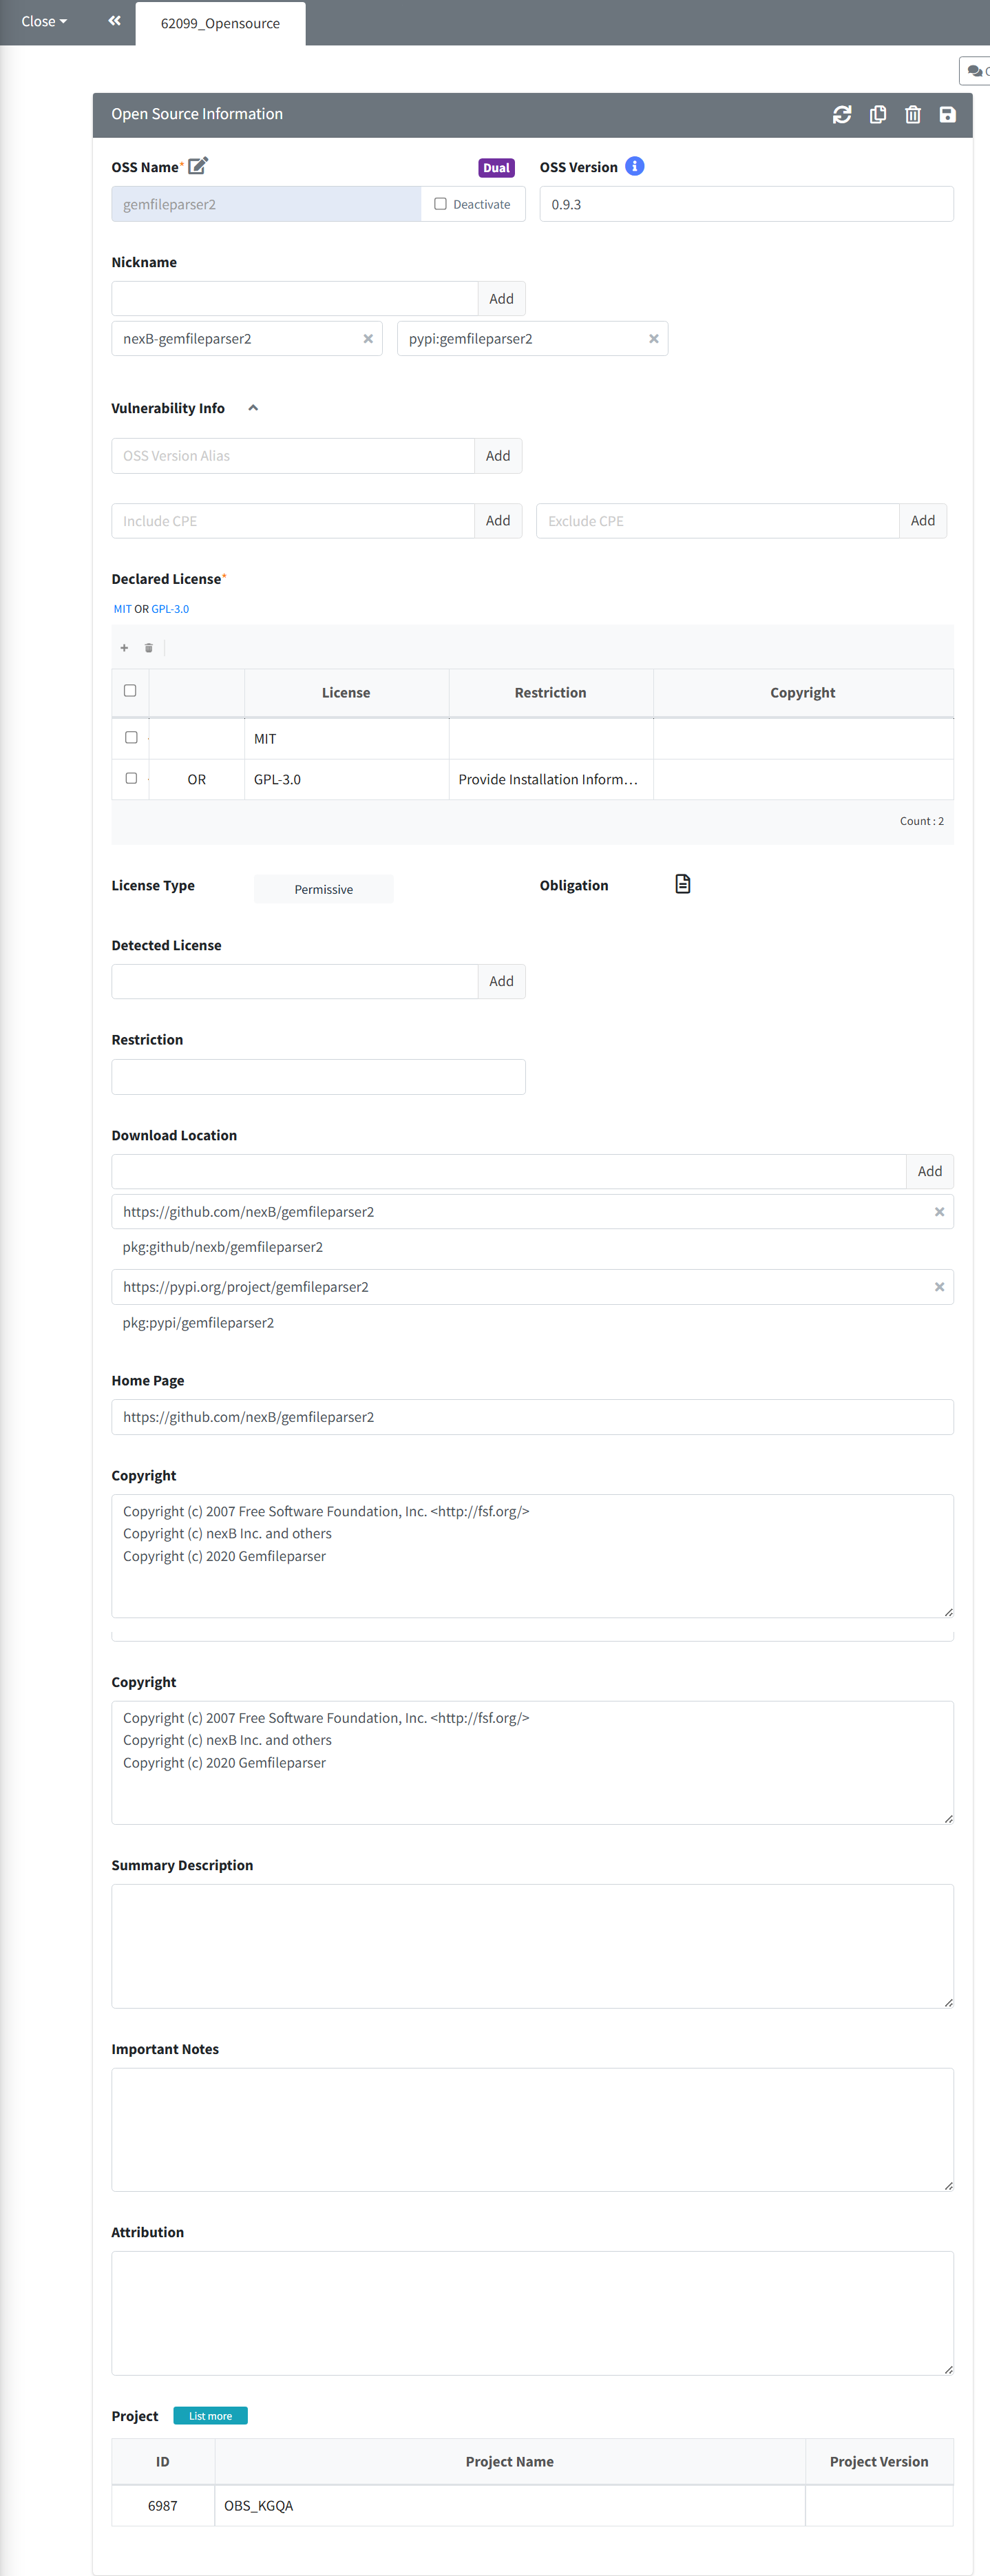 Close
62099_Opensource
Open Source Information
OSS Name*
Dual
OSS Version
gemfileparser2
Deactivate
0.9.3
Nickname
Add
nexB-gemfileparser2
pypi:gemfileparser2
Vulnerability Info
OSS Version Alias
Add
Include CPE
Add
Exclude CPE
Add
Declared License*
MIT OR GPL-3.0
License Restriction Copyright
MIT
OR GPL-3.0 Provide Installation Inform...
Count : 2
License Type
Permissive
Obligation
Detected License
Add
Restriction
Download Location
Add
https://github.com/nexB/gemfileparser2
pkg:github/nexb/gemfileparser2
https://pypi.org/project/gemfileparser2
pkg:pypi/gemfileparser2
Home Page
https://github.com/nexB/gemfileparser2
Copyright
Copyright (c) 2007 Free Software Foundation, Inc. <http://fsf.org/>
Copyright (c) nexB Inc. and others
Copyright (c) 2020 Gemfileparser
Copyright
Copyright (c) 2007 Free Software Foundation, Inc. <http://fsf.org/>
Copyright (c) nexB Inc. and others
Copyright (c) 2020 Gemfileparser
Summary Description
Important Notes
Attribution
Project
List more
ID Project Name Project Version
6987 OBS_KGQA